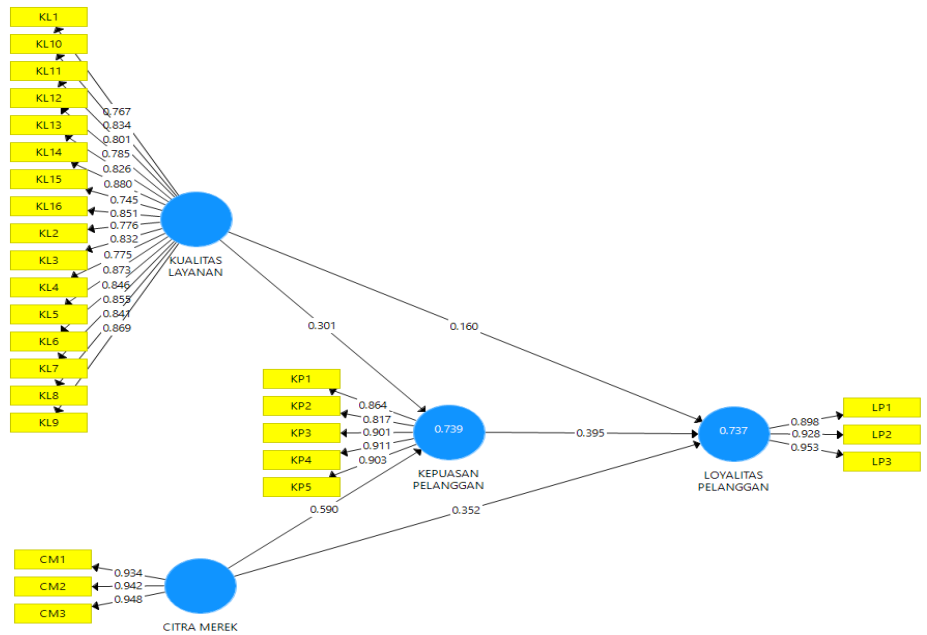 KL1
KL10
KL11
KL12
KL13
KL14
KL15
KL16
KL2
KL3
KL4
KL5
KL6
KL7
KL8
KL9
0.767
0.834
0.801
0.785
0.826
0.880
0.745
0.851
0.776
0.832
0.775
0.873
0.846
0.855
0.841
0.869
KUALITAS
LAYANAN
0.301
0.160
KP1
KP2
KP3
KP4
KP5
0.864
0.817
0.901
0.911
0.903
0.739
KEPUASAN
PELANGGAN
0.395
0.737
LOYALITAS
PELANGGAN
0.898
0.928
0.953
LP1
LP2
LP3
0.590
0.352
CM1
CM2
CM3
0.934
0.942
0.948
CITRA MEREK